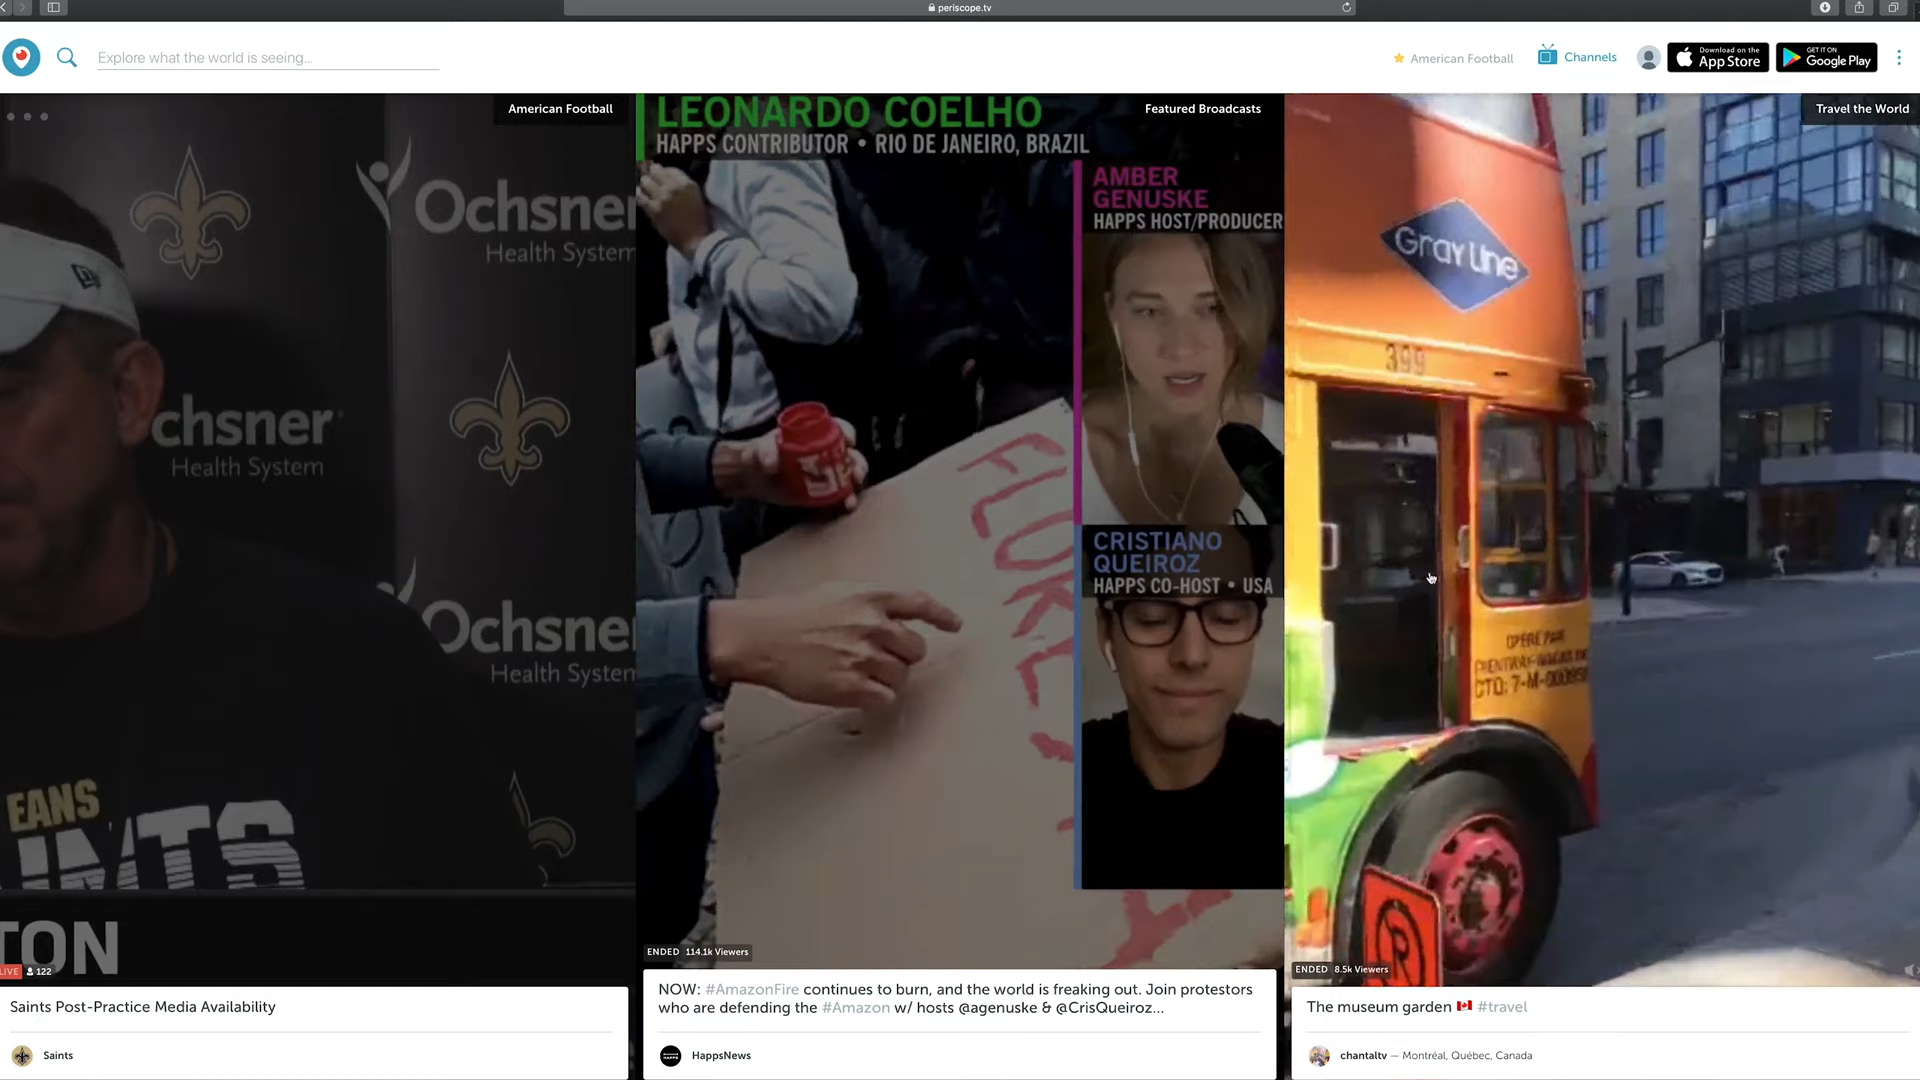 periscope.tv
Explore what the world is seeing...
American Football
Channels
Download on the
App Store
GET IT ON
Google Play
American Football
Ochsner
Health System
chsner
Health System
Ochsner
Health System
EANS
TON
LIVE
122
Saints Post-Practice Media Availability
Saints
Featured Broadcasts
LEONARDO COELHO
HAPPS CONTRIBUTOR • RIO DE JANEIRO, BRAZIL
AMBER
GENUSKE
HAPPS HOST/PRODUCER
CRISTIANO
QUEIROZ
HAPPS CO-HOST • USA
ENDED 114.1k Viewers
NOW: #AmazonFire continues to burn, and the world is freaking out. Join protestors
who are defending the #Amazon w/ hosts @agenuske & @CrisQueiroz...
HappsNews
Travel the World
Gray Line
399
ENDED 8.5k Viewers
The museum garden #travel
chantaltv — Montréal, Québec, Canada